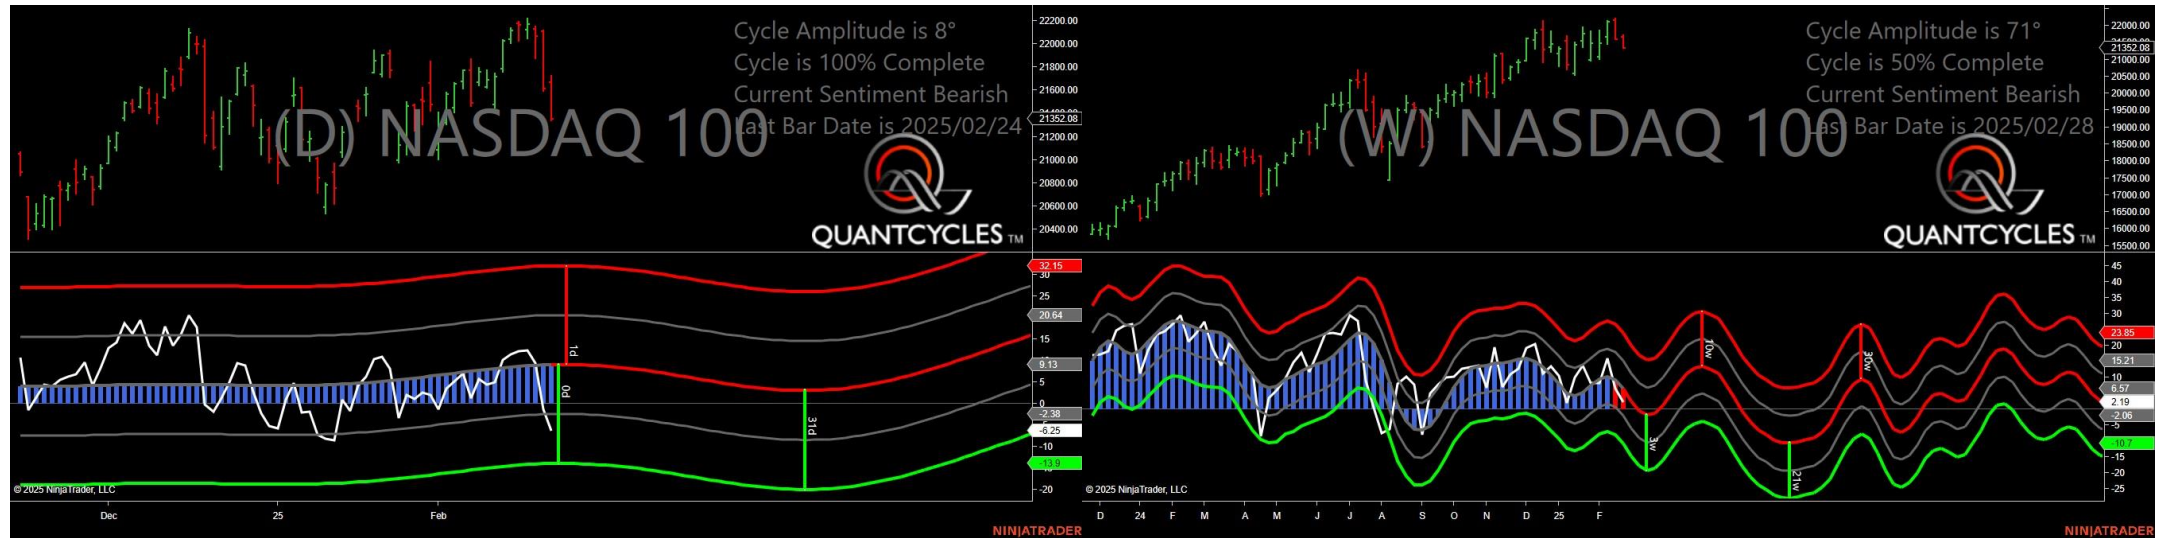 Cycle Amplitude is 8°
Cycle is 100% Complete
Current Sentiment Bearish
Last Bar Date is 2025/02/24
(D) NASDAQ 100
QUANTCYCLES TM
22200.00
22000.00
21800.00
21600.00
21352.08
21200.00
21000.00
20800.00
20600.00
20400.00
32.15
30
25
20.64
15
9.13
5
0
-2.38
-6.25
-10
-13.9
-20
1d
0d
31d
© 2025 NinjaTrader, LLC
Dec
25
Feb
NINJATRADER
Cycle Amplitude is 71°
Cycle is 50% Complete
Current Sentiment Bearish
Last Bar Date is 2025/02/28
(W) NASDAQ 100
QUANTCYCLES TM
22000.00
21352.08
21000.00
20500.00
20000.00
19500.00
19000.00
18500.00
18000.00
17500.00
17000.00
16500.00
16000.00
15500.00
45
40
35
30
23.85
20
15.21
10
6.57
2.19
-2.06
-5
-10.7
-15
-20
-25
3w
10w
21w
30w
© 2025 NinjaTrader, LLC
D 24 F M A M J J A S O N D 25 F
NINJATRADER